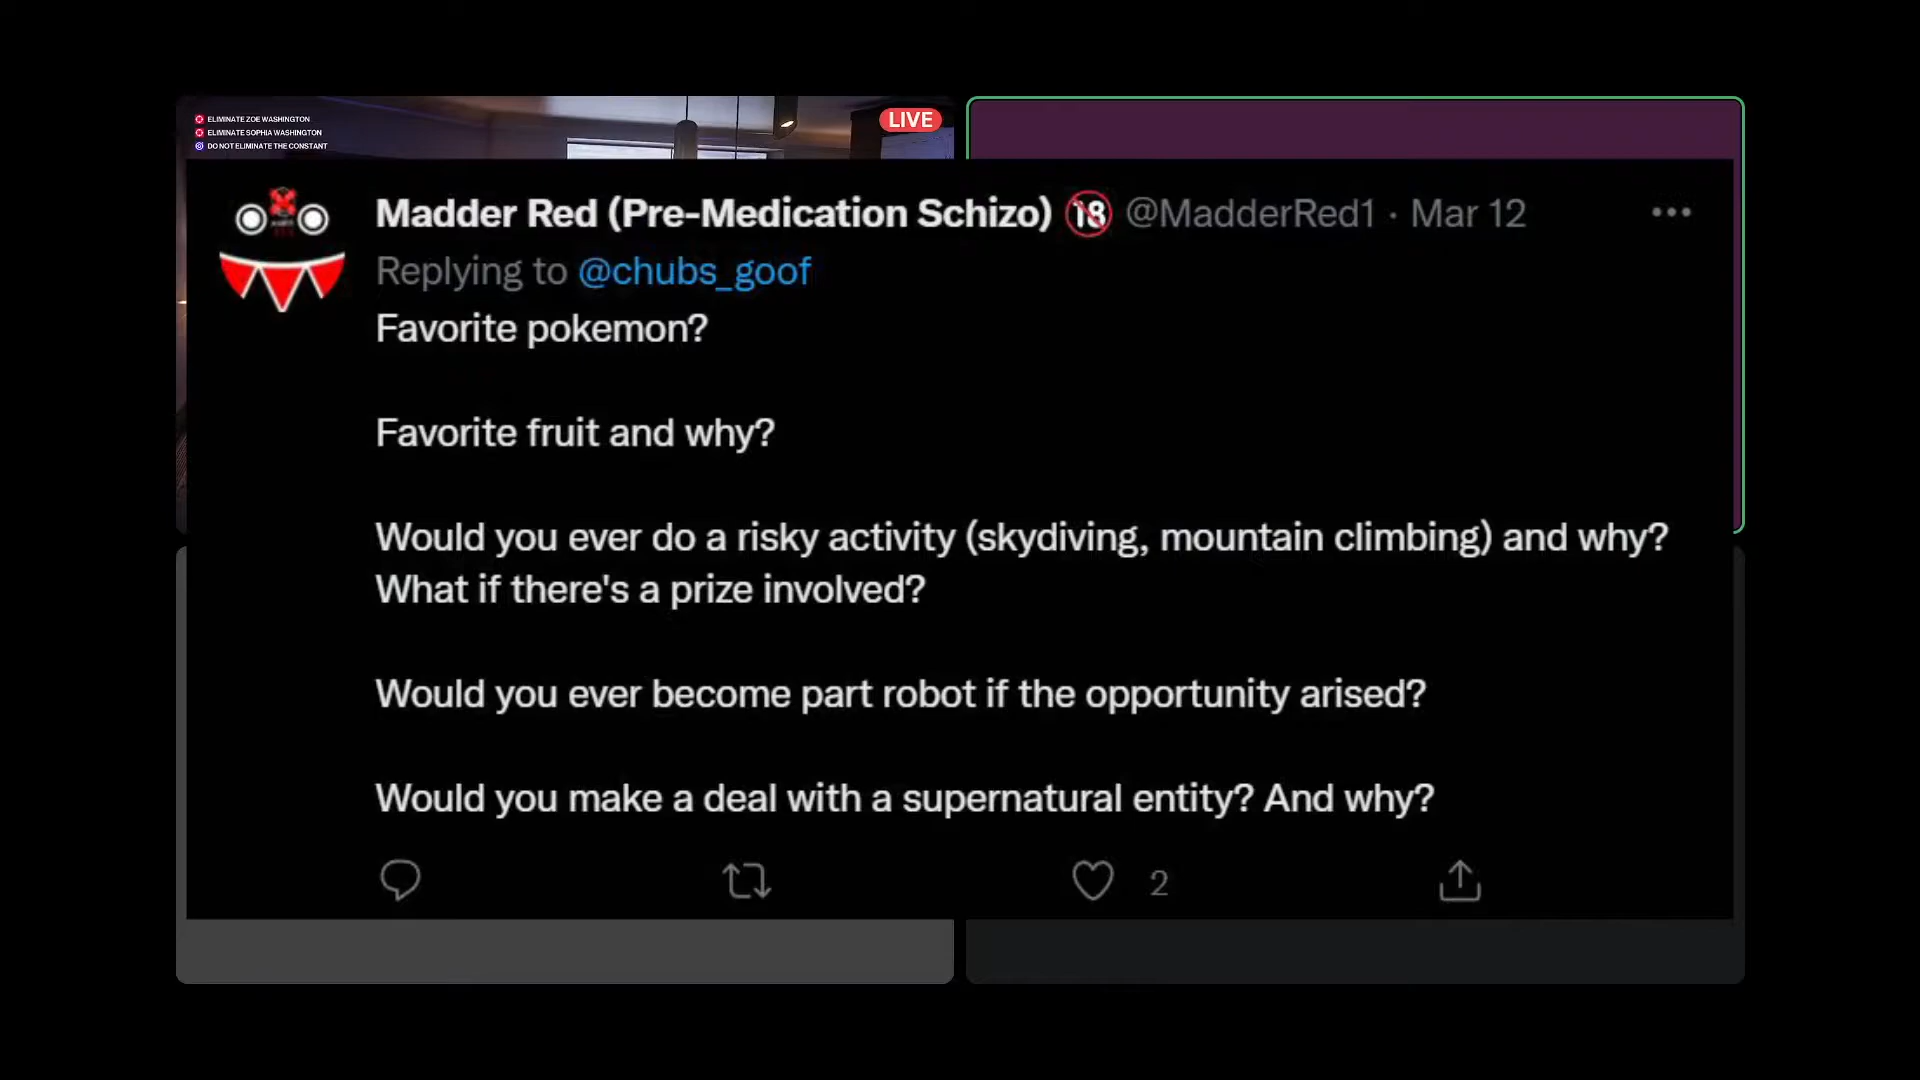 ELIMINATE ZOE WASHINGTON
ELIMINATE SOPHIA WASHINGTON
DO NOT ELIMINATE THE CONSTANT
LIVE
Madder Red (Pre-Medication Schizo) 🔞 @MadderRed1 · Mar 12
Replying to @chubs_goof
Favorite pokemon?
Favorite fruit and why?
Would you ever do a risky activity (skydiving, mountain climbing) and why?
What if there's a prize involved?
Would you ever become part robot if the opportunity arised?
Would you make a deal with a supernatural entity? And why?
2